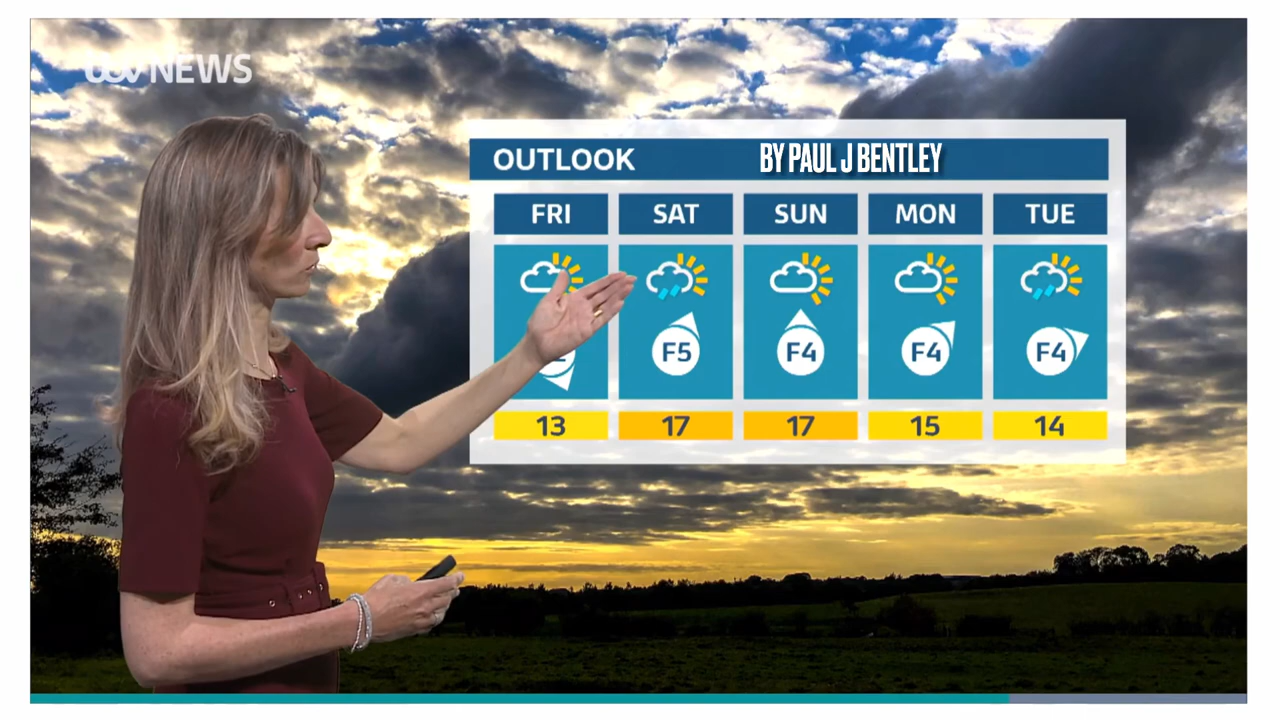 itv NEWS
OUTLOOK BY PAUL J BENTLEY
FRI SAT SUN MON TUE
F5 F4 F4 F4
13 17 17 15 14